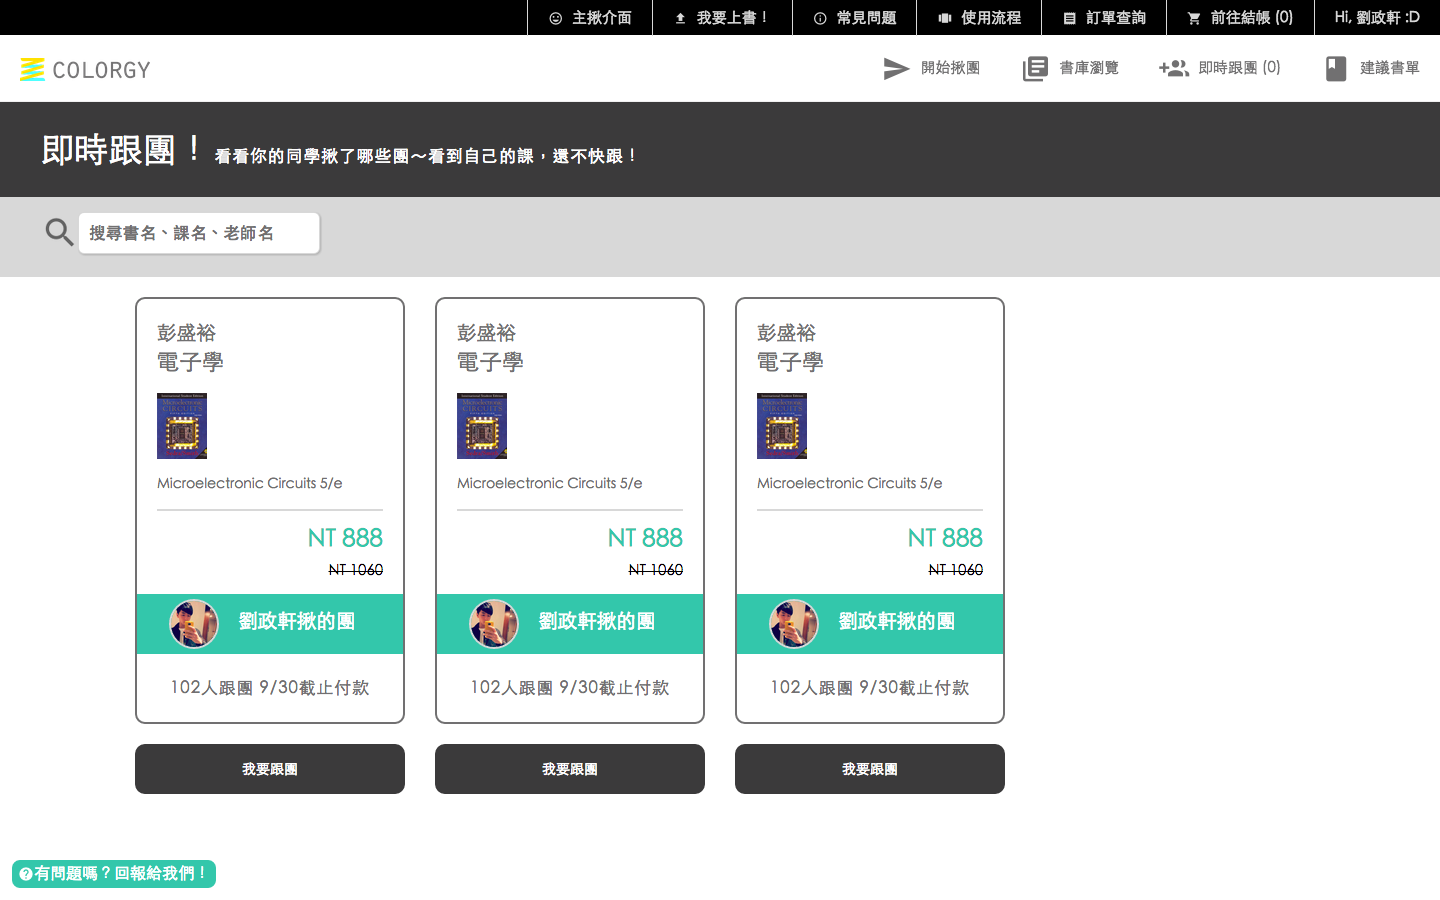 主揪介面
我要上書！
常見問題
使用流程
訂單查詢
前往結帳 (0)
Hi, 劉政軒 :D
COLORGY
開始揪團
書庫瀏覽
即時跟團 (0)
建議書單
即時跟團！ 看看你的同學揪了哪些團～看到自己的課，還不快跟！
搜尋書名、課名、老師名
彭盛裕
電子學
CIRCUITS
Microelectronic Circuits 5/e
NT 888
NT 1060
劉政軒揪的團
102人跟團 9/30截止付款
我要跟團
彭盛裕
電子學
CIRCUITS
Microelectronic Circuits 5/e
NT 888
NT 1060
劉政軒揪的團
102人跟團 9/30截止付款
我要跟團
彭盛裕
電子學
CIRCUITS
Microelectronic Circuits 5/e
NT 888
NT 1060
劉政軒揪的團
102人跟團 9/30截止付款
我要跟團
有問題嗎？回報給我們！